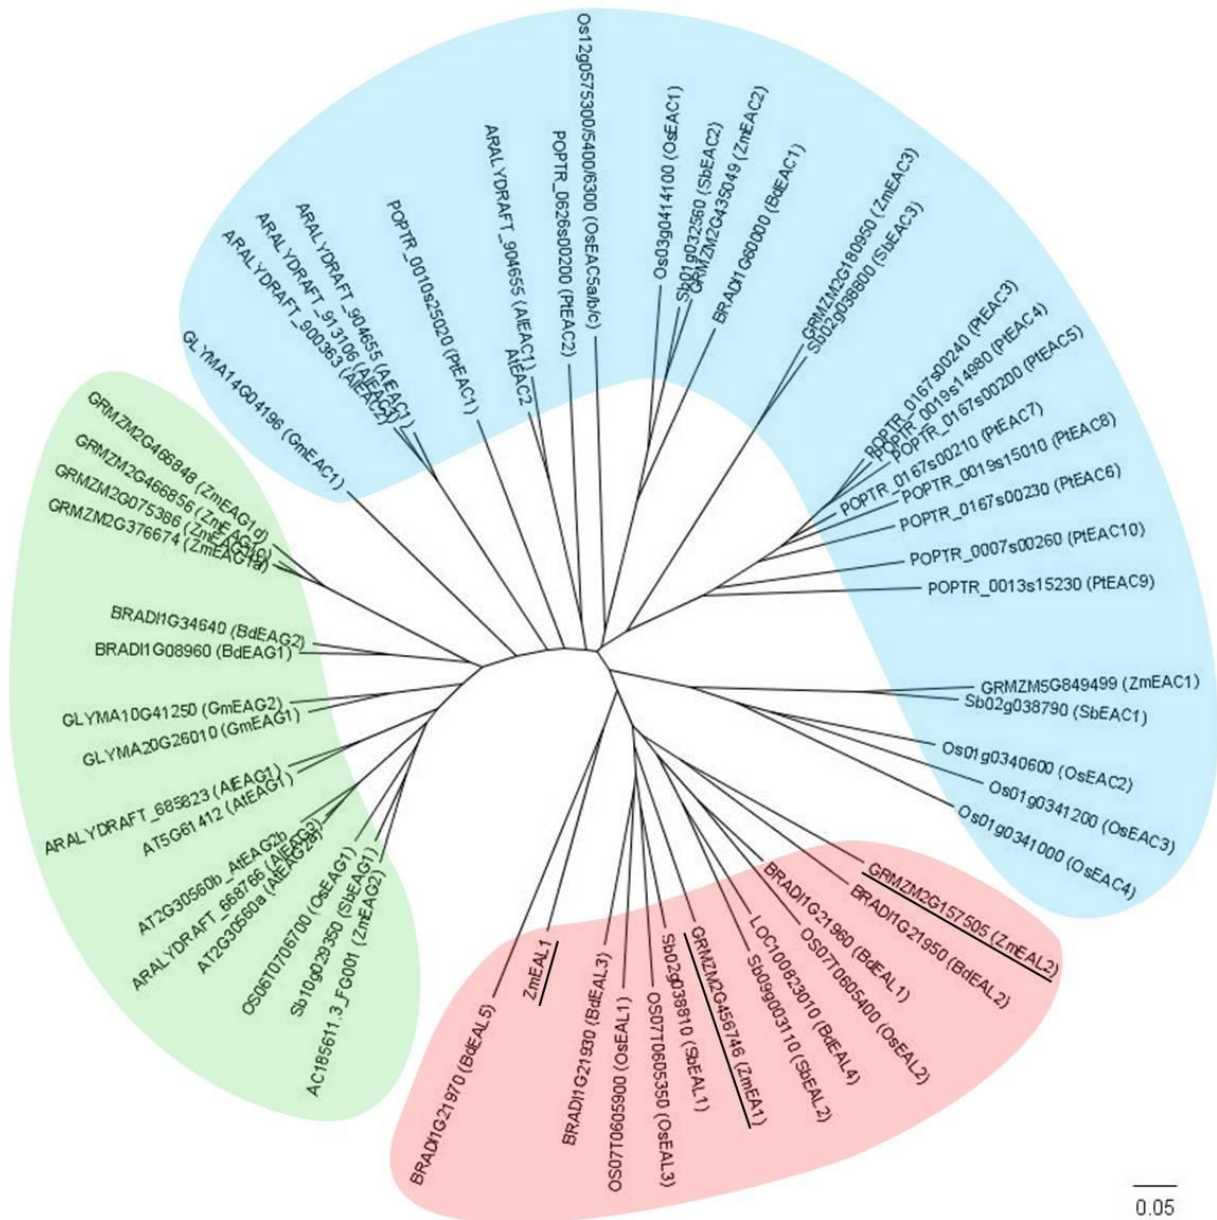 GLYMA14G04196 (GmEAC1)
ARALYDRAFT_900363 (AlEAC3)
ARALYDRAFT_913106 (AlEAC2)
ARALYDRAFT_904655 (AlEAC1)
POPTR_0010s25020 (PtEAC1)
ARALYDRAFT_904655 (AlEAC1)
AtEAC2
POPTR_0626s00200 (PtEAC2)
Os12g0575300/5400/6300 (OsEAC5a/b/c)
Os03g0414100 (OsEAC1)
Sb01g032560 (SbEAC2)
GRMZM2G435049 (ZmEAC2)
BRADI1G60000 (BdEAC1)
GRMZM2G180950 (ZmEAC3)
Sb02g038800 (SbEAC3)
POPTR_0167s00240 (PtEAC3)
POPTR_0019s14980 (PtEAC4)
POPTR_0167s00200 (PtEAC5)
POPTR_0167s00210 (PtEAC7)
POPTR_0019s15010 (PtEAC8)
POPTR_0167s00230 (PtEAC6)
POPTR_0007s00260 (PtEAC10)
POPTR_0013s15230 (PtEAC9)
GRMZM5G849499 (ZmEAC1)
Sb02g038790 (SbEAC1)
Os01g0340600 (OsEAC2)
Os01g0341200 (OsEAC3)
Os01g0341000 (OsEAC4)
GRMZM2G157505 (ZmEAL2)
BRADI1G21950 (BdEAL2)
BRADI1G21960 (BdEAL1)
OS07T0605400 (OsEAL2)
LOC100823010 (BdEAL4)
Sb09g003110 (SbEAL2)
GRMZM2G456746 (ZmEA1)
Sb02g038810 (SbEAL1)
OS07T0605350 (OsEAL3)
OS07T0605900 (OsEAL1)
BRADI1G21930 (BdEAL3)
ZmEAL1
BRADI1G21970 (BdEAL5)
AC185611.3_FG001 (ZmEAG2)
Sb10g029350 (SbEAG1)
OS06T0706700 (OsEAG1)
AT2G30560a (AtEAG2a)
ARALYDRAFT_668766 (AlEAG2)
AT2G30560b_AtEAG2b
AT5G61412 (AtEAG1)
ARALYDRAFT_685823 (AlEAG1)
GLYMA20G26010 (GmEAG1)
GLYMA10G41250 (GmEAG2)
BRADI1G08960 (BdEAG1)
BRADI1G34640 (BdEAG2)
GRMZM2G376674 (ZmEAG1a)
GRMZM2G075386
GRMZM2G466856 (ZmEAG1c)
GRMZM2G466848 (ZmEAG1d)
0.05